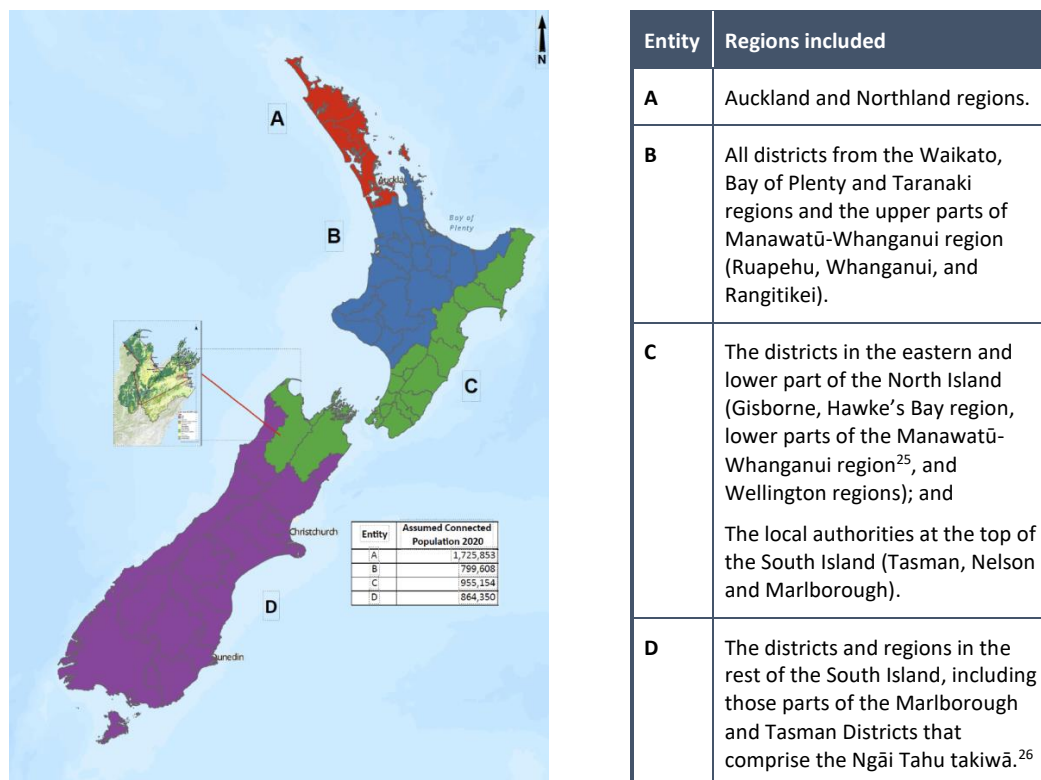 N
A
Auckland
Bay of
Plenty
B
C
Christchurch
D
Dunedin
Entity Assumed Connected
Population 2020
A 1,725,853
B 799,608
C 955,154
D 864,350
Entity Regions included
A Auckland and Northland regions.
B All districts from the Waikato,
Bay of Plenty and Taranaki
regions and the upper parts of
Manawatū-Whanganui region
(Ruapehu, Whanganui, and
Rangitikei).
C The districts in the eastern and
lower part of the North Island
(Gisborne, Hawke’s Bay region,
lower parts of the Manawatū-
Whanganui region25, and
Wellington regions); and
The local authorities at the top of
the South Island (Tasman, Nelson
and Marlborough).
D The districts and regions in the
rest of the South Island, including
those parts of the Marlborough
and Tasman Districts that
comprise the Ngāi Tahu takiwā.26